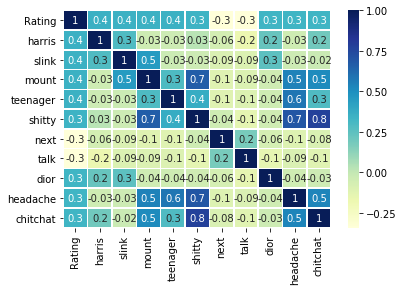 Rating 1 0.4 0.4 0.4 0.4 0.3 -0.3 -0.3 0.3 0.3 0.3
harris 0.4 1 0.3 -0.03 -0.03 0.03 -0.06 -0.2 0.2 -0.03 0.2
slink 0.4 0.3 1 0.5 -0.03 -0.03 -0.09 -0.09 0.3 -0.03 -0.02
mount 0.4 -0.03 0.5 1 0.3 0.7 -0.1 -0.09 -0.04 0.5 0.5
teenager 0.4 -0.03 -0.03 0.3 1 0.4 -0.1 -0.1 -0.04 0.6 0.3
shitty 0.3 0.03 -0.03 0.7 0.4 1 -0.04 -0.1 -0.04 0.7 0.8
next -0.3 -0.06 -0.09 -0.1 -0.1 -0.04 1 0.2 -0.06 -0.1 -0.08
talk -0.3 -0.2 -0.09 -0.09 -0.1 -0.1 0.2 1 -0.1 -0.09 -0.1
dior 0.3 0.2 0.3 -0.04 -0.04 -0.04 -0.06 -0.1 1 -0.04 -0.03
headache 0.3 -0.03 -0.03 0.5 0.6 0.7 -0.1 -0.09 -0.04 1 0.5
chitchat 0.3 0.2 -0.02 0.5 0.3 0.8 -0.08 -0.1 -0.03 0.5 1
Rating harris slink mount teenager shitty next talk dior headache chitchat
1.00
0.75
0.50
0.25
0.00
-0.25